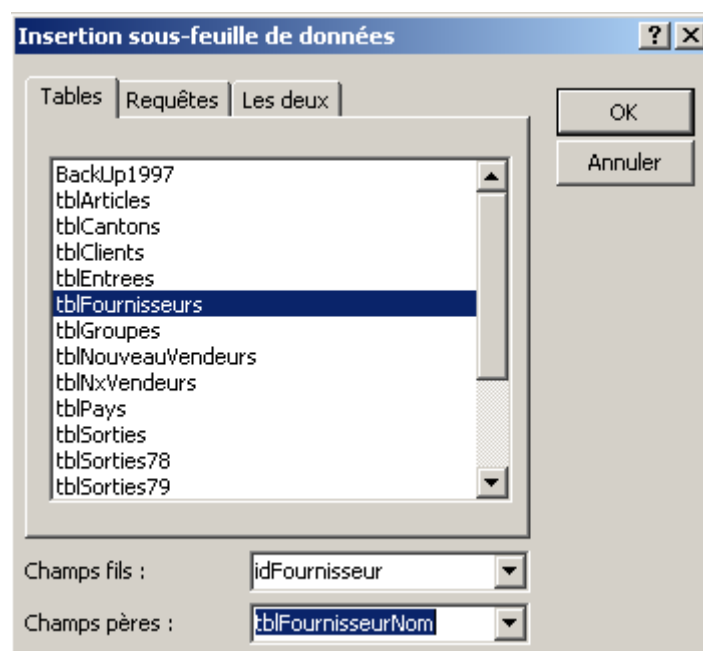 Insertion sous-feuille de données
Tables Requêtes Les deux
OK
Annuler
BackUp1997
tblArticles
tblCantons
tblClients
tblEntrees
tblFournisseurs
tblGroupes
tblNouveauVendeurs
tblNxVendeurs
tblPays
tblSorties
tblSorties78
tblSorties79
Champs fils : idFournisseur
Champs pères : tblFournisseurNom